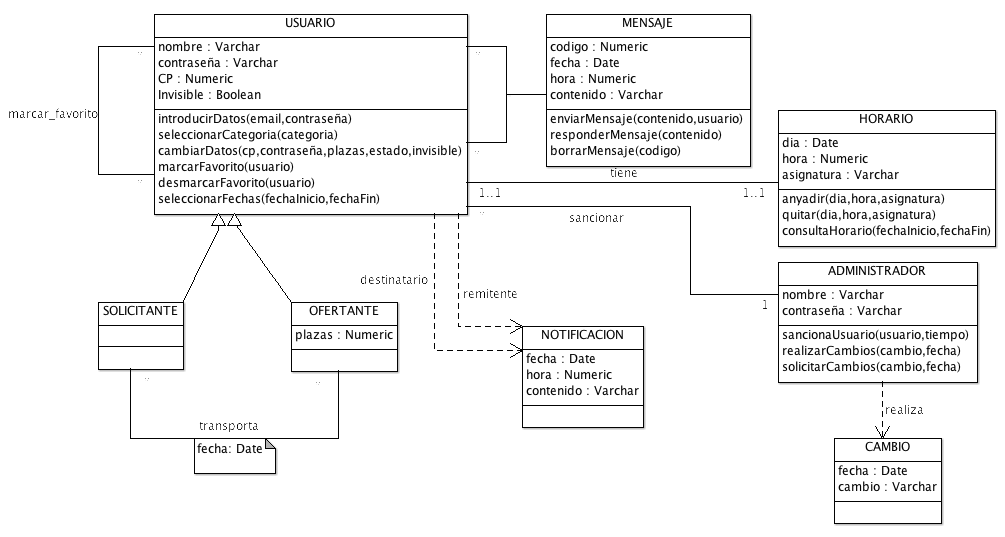 USUARIO
nombre : Varchar
contraseña : Varchar
CP : Numeric
Invisible : Boolean
introducirDatos(email,contraseña)
seleccionarCategoria(categoria)
cambiarDatos(cp,contraseña,plazas,estado,invisible)
marcarFavorito(usuario)
desmarcarFavorito(usuario)
seleccionarFechas(fechaInicio,fechaFin)
marcar_favorito
..
..
..
..
MENSAJE
codigo : Numeric
fecha : Date
hora : Numeric
contenido : Varchar
enviarMensaje(contenido,usuario)
responderMensaje(contenido)
borrarMensaje(codigo)
HORARIO
dia : Date
hora : Numeric
asignatura : Varchar
anyadir(dia,hora,asignatura)
quitar(dia,hora,asignatura)
consultaHorario(fechaInicio,fechaFin)
tiene
1..1
1..1
..
sancionar
1
ADMINISTRADOR
nombre : Varchar
contraseña : Varchar
sancionaUsuario(usuario,tiempo)
realizarCambios(cambio,fecha)
solicitarCambios(cambio,fecha)
destinatario
remitente
SOLICITANTE
OFERTANTE
plazas : Numeric
NOTIFICACION
fecha : Date
hora : Numeric
contenido : Varchar
..
..
transporta
fecha: Date
realiza
CAMBIO
fecha : Date
cambio : Varchar